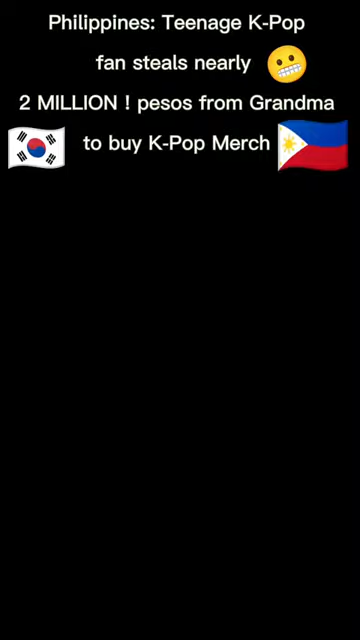 Philippines: Teenage K-Pop
fan steals nearly 😬
2 MILLION ! pesos from Grandma
🇰🇷 to buy K-Pop Merch 🇵🇭